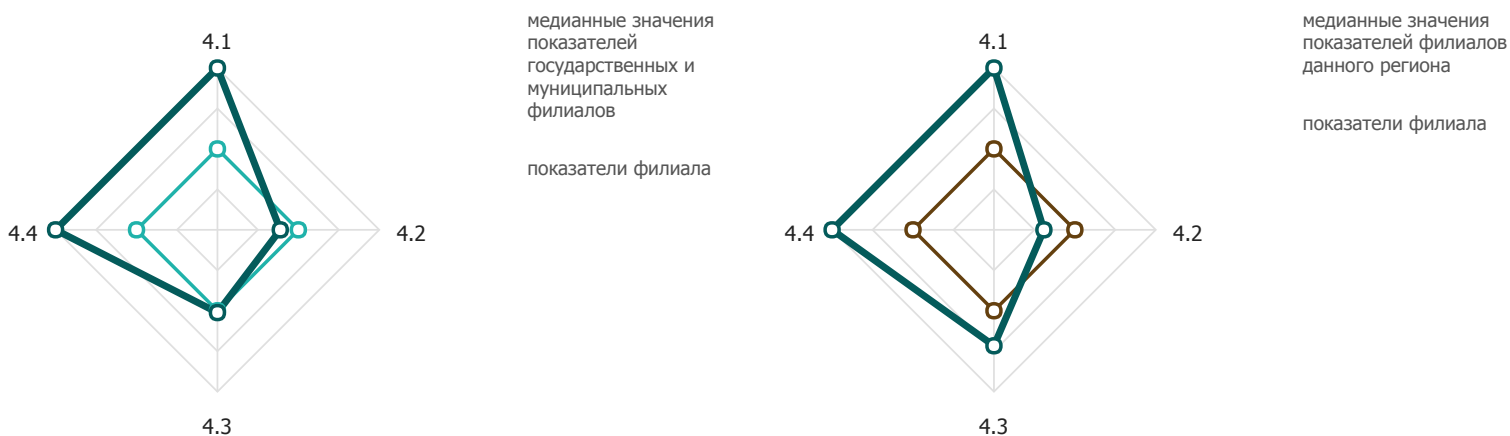 4.1
4.4
4.2
4.3
медианные значения
показателей
государственных и
муниципальных
филиалов
показатели филиала
4.1
4.4
4.2
4.3
медианные значения
показателей филиалов
данного региона
показатели филиала